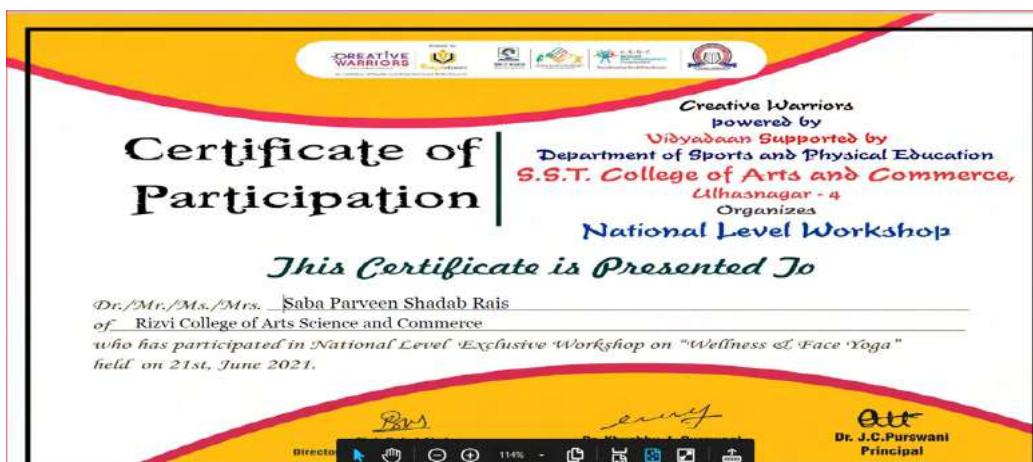 CREATIVE WARRIORS
Certificate of
Participation
Creative Warriors
powered by
Vidyadaan Supported by
Department of Sports and Physical Education
S.S.T. College of Arts and Commerce,
Ulhasnagar - 4
Organizes
National Level Workshop
This Certificate is Presented To
Dr./Mr./Ms./Mrs. Saba Parveen Shadab Rais
of Rizvi College of Arts Science and Commerce
who has participated in National Level Exclusive Workshop on "Wellness & Face Yoga"
held on 21st, June 2021.
Dr. J.C.Purswani
Principal
114%